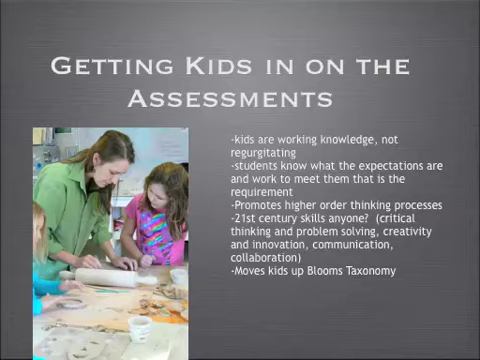 Getting Kids in on the
Assessments
-kids are working knowledge, not
regurgitating
-students know what the expectations are
and work to meet them that is the
requirement
-Promotes higher order thinking processes
-21st century skills anyone?  (critical
thinking and problem solving, creativity
and innovation, communication,
collaboration)
-Moves kids up Blooms Taxonomy